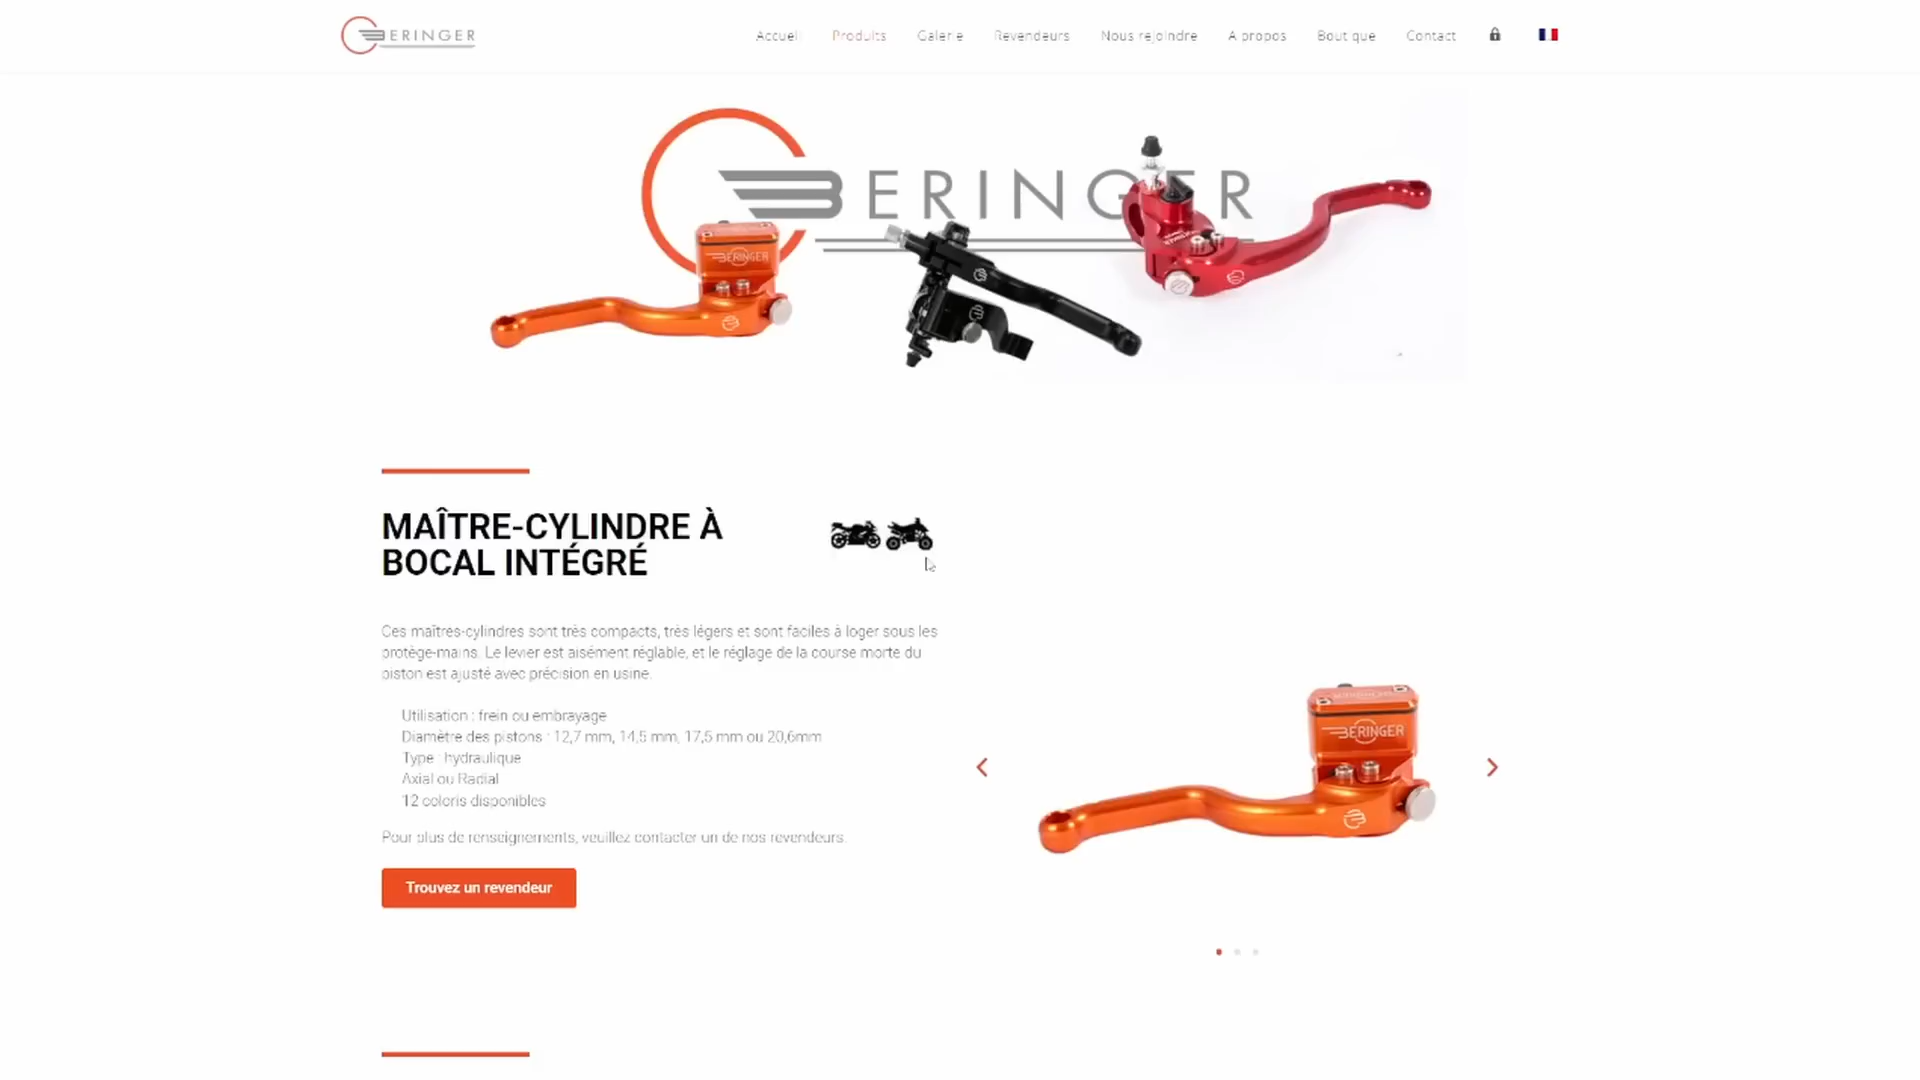 BERINGER
Accueil Produits Galerie Revendeurs Nous rejoindre A propos Boutique Contact
BERINGER
BERINGER
MAÎTRE-CYLINDRE À
BOCAL INTÉGRÉ
Ces maîtres-cylindres sont très compacts, très légers et sont faciles à loger sous les
protège-mains. Le levier est aisément réglable, et le réglage de la course morte du
piston est ajusté avec précision en usine.
Utilisation : frein ou embrayage
Diamètre des pistons : 12,7 mm, 14,5 mm, 17,5 mm ou 20,6mm
Type : hydraulique
Axial ou Radial
12 coloris disponibles
BERINGER
Pour plus de renseignements, veuillez contacter un de nos revendeurs.
Trouvez un revendeur